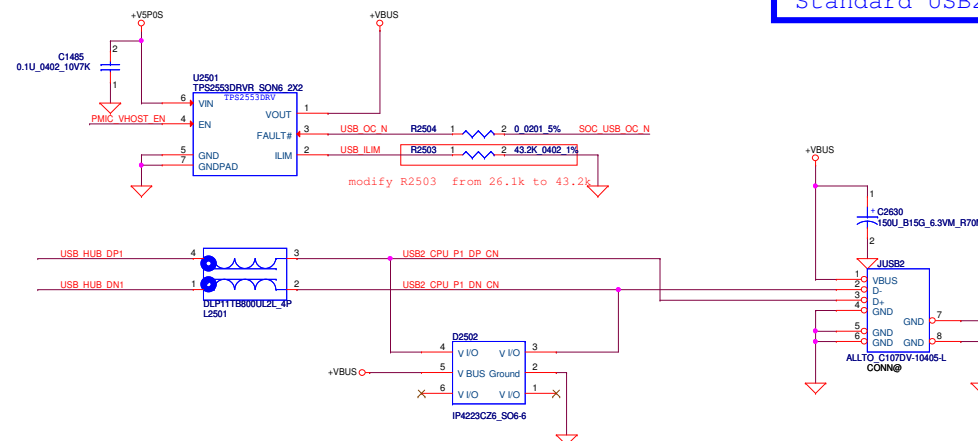 Standard USB2
+V5P0S
+VBUS
C1485
0.1U_0402_10V7K
2
1
U2501
TPS2553DRVR_SON6_2X2
TPS2553DRV
6 VIN
VOUT 1
PMIC_VHOST_EN 4 EN
FAULT# 3 USB_OC_N R2504 1 2 0_0201_5% SOC_USB_OC_N
5 GND
ILIM 2 USB_ILIM R2503 1 2 43.2K_0402_1%
7 GNDPAD
modify R2503 from 26.1k to 43.2k
+VBUS
1
+ C2630
150U_B15G_6.3VM_R70M
2
USB_HUB_DP1 4 3 USB2_CPU_P1_DP_CN
USB_HUB_DN1 1 2 USB2_CPU_P1_DN_CN
DLP11TB800UL2L_4P
L2501
JUSB2
1 VBUS
2 D-
3 D+
4 GND
GND 7
5 GND
6 GND GND 8
ALLTO_C107DV-10405-L
CONN@
D2502
4 V I/O V I/O 3
+VBUS 5 V BUS Ground 2
6 V I/O V I/O 1
IP4223CZ6_SO6-6